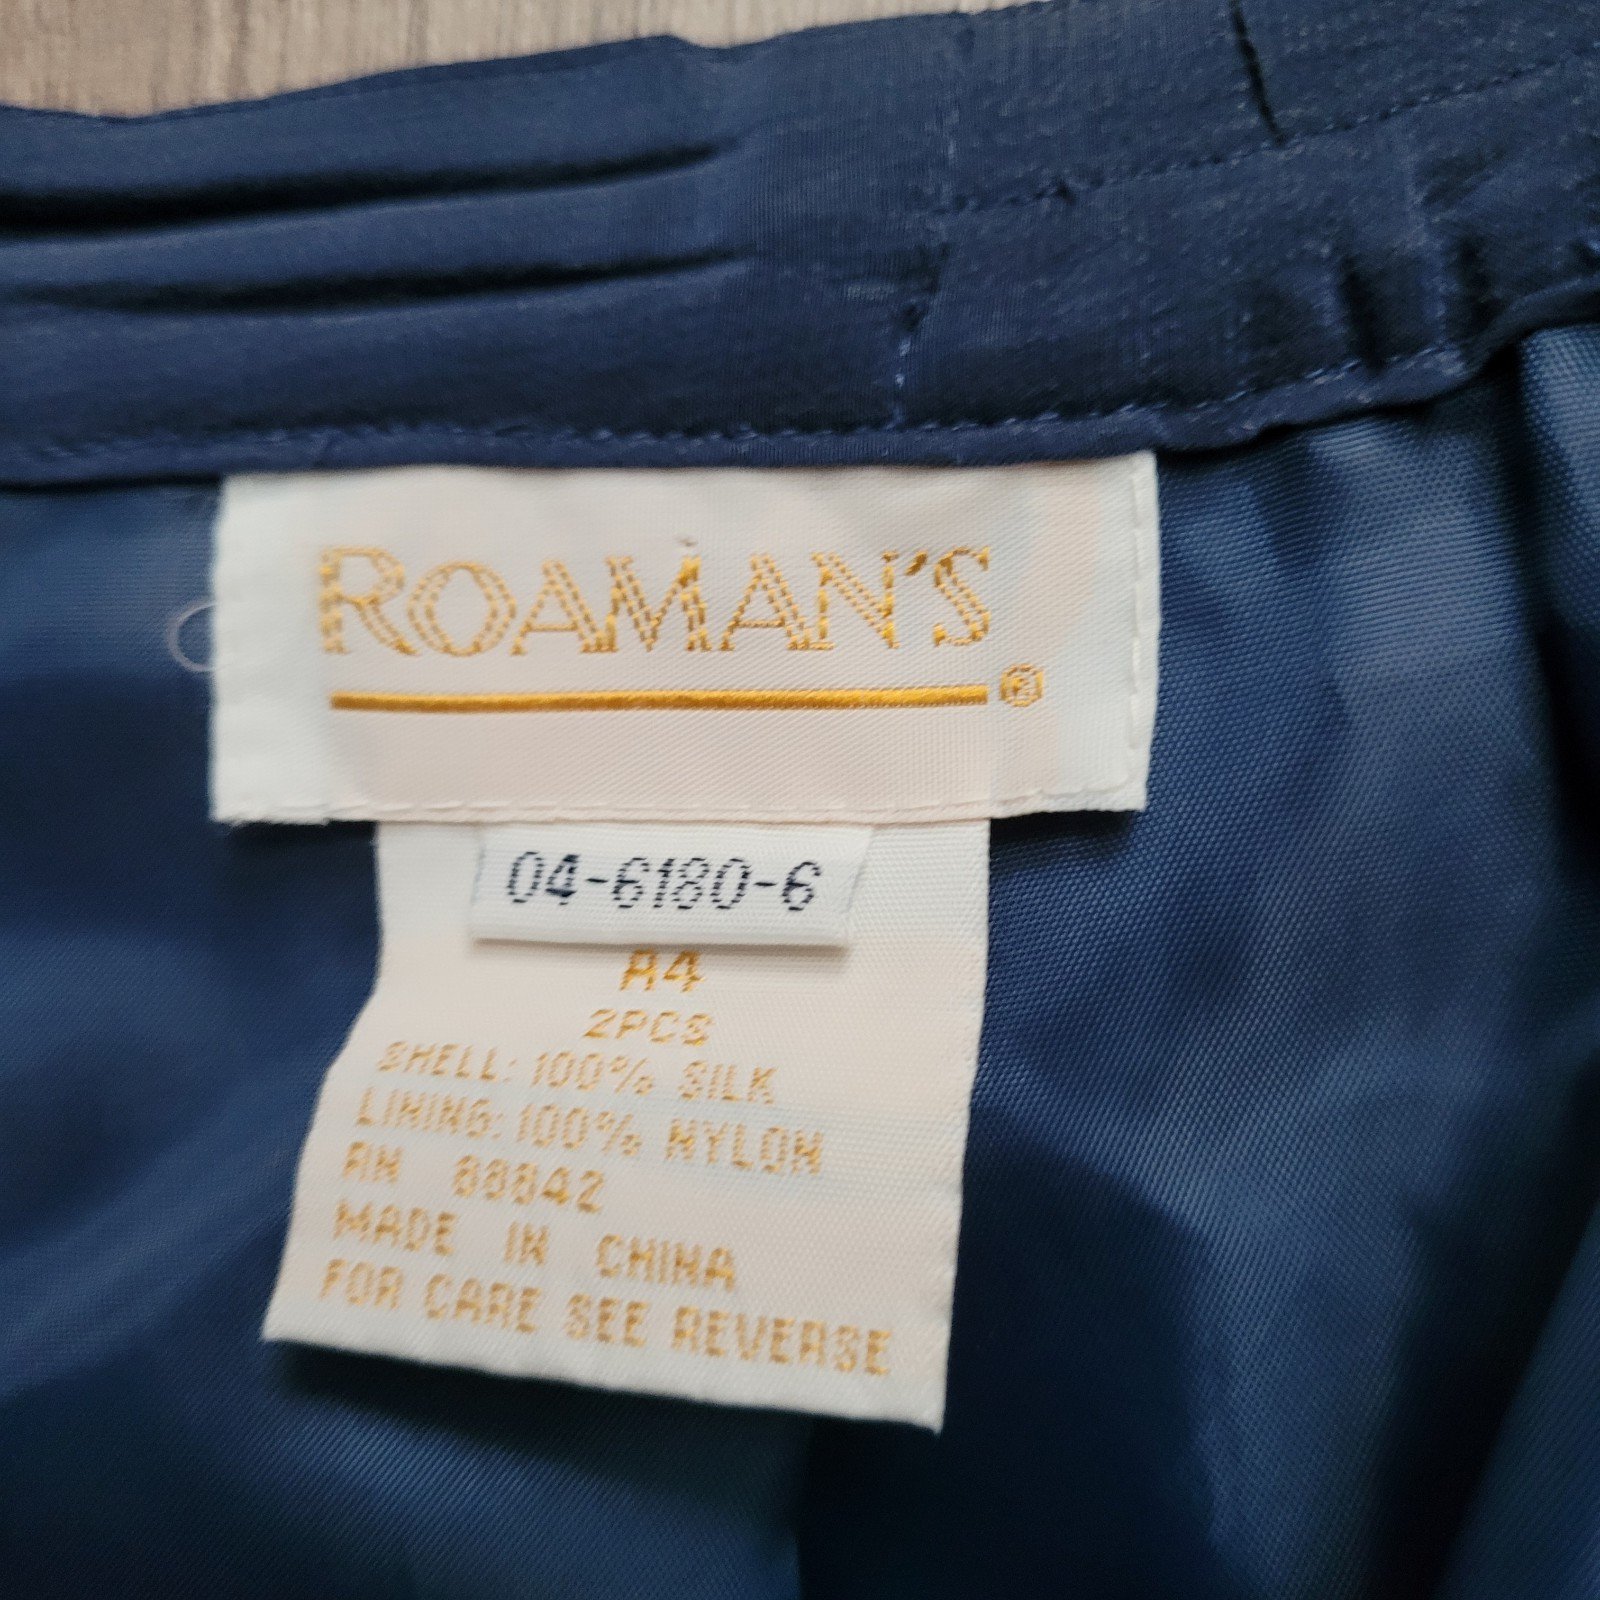 ROAMAN'S
®
04-6180-6
A4
2PCS
SHELL: 100% SILK
LINING: 100% NYLON
RN 88842
MADE IN CHINA
FOR CARE SEE REVERSE